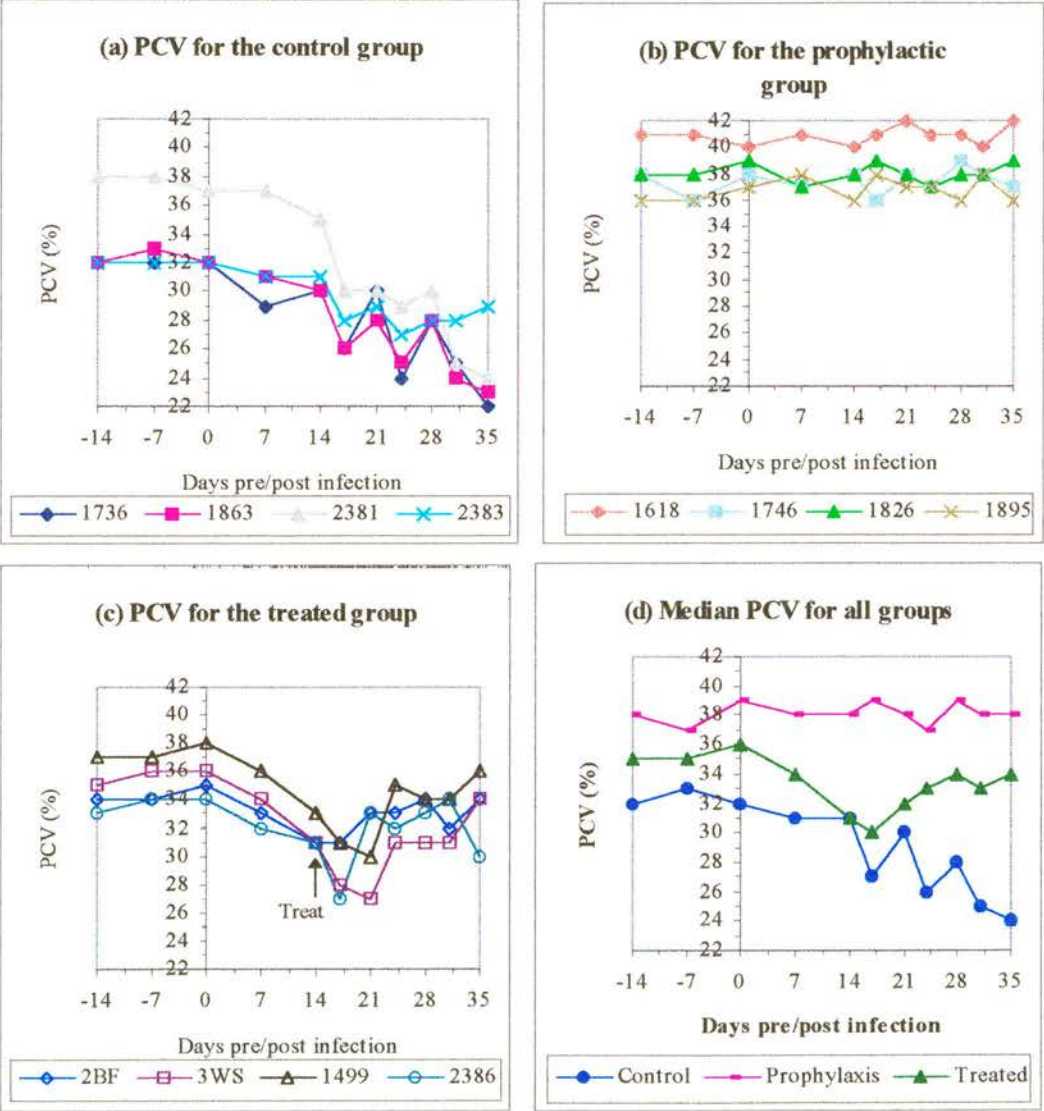 (a) PCV for the control group
42
40
38
36
34
32
30
28
26
24
22
PCV (%)
-14 -7 0 7 14 21 28 35
Days pre/post infection
1736 1863 2381 2383
(b) PCV for the prophylactic
group
42
40
38
36
34
32
30
28
26
24
22
PCV (%)
-14 -7 0 7 14 21 28 35
Days pre/post infection
1618 1746 1826 1895
(c) PCV for the treated group
42
40
38
36
34
32
30
28
26
24
22
PCV (%)
Treat
-14 -7 0 7 14 21 28 35
Days pre/post infection
2BF 3WS 1499 2386
(d) Median PCV for all groups
42
40
38
36
34
32
30
28
26
24
22
PCV (%)
-14 -7 0 7 14 21 28 35
Days pre/post infection
Control Prophylaxis Treated